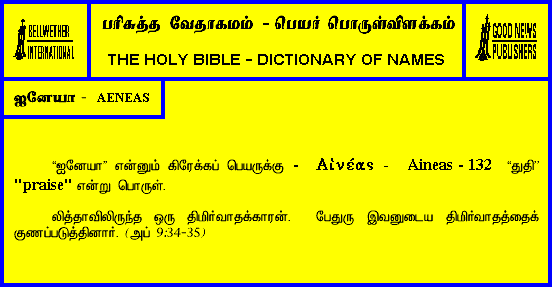 BELLWETHER
INTERNATIONAL
பரிசுத்த வேதாகமம் - பெயர் பொருள்விளக்கம்
THE HOLY BIBLE - DICTIONARY OF NAMES
GOOD NEWS
PUBLISHERS
ஐனேயா - AENEAS
“ஐனேயா” என்னும் கிரேக்கப் பெயருக்கு - Αἰνέας - Aineas - 132 “துதி”
"praise" என்று பொருள்.
லித்தாவிலிருந்த ஒரு திமிர்வாதக்காரன். பேதுரு இவனுடைய திமிர்வாதத்தைக்
குணப்படுத்தினார். (அப் 9:34-35)